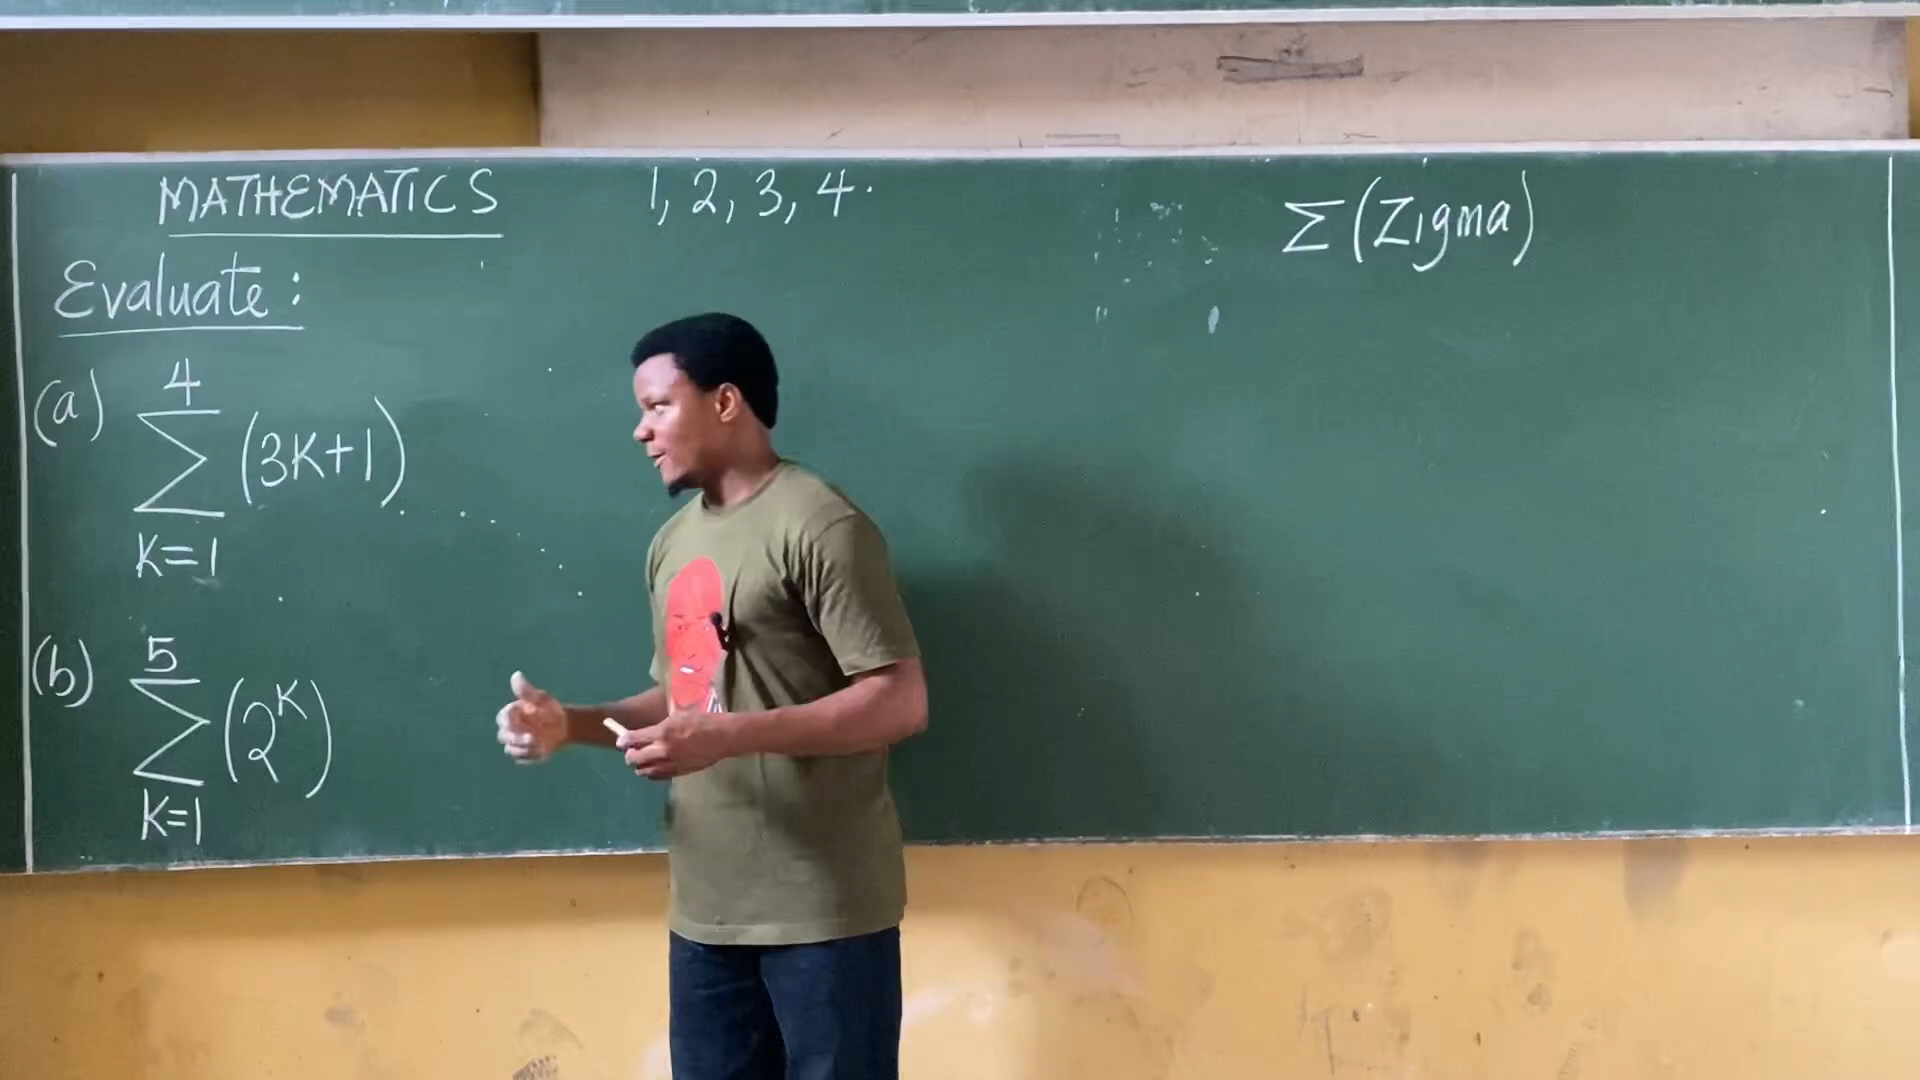 MATHEMATICS
1, 2, 3, 4.
Σ (Zigma)
Evaluate:
(a) 4
Σ (3K+1)
K=1
(b) 5
Σ (2^K)
K=1